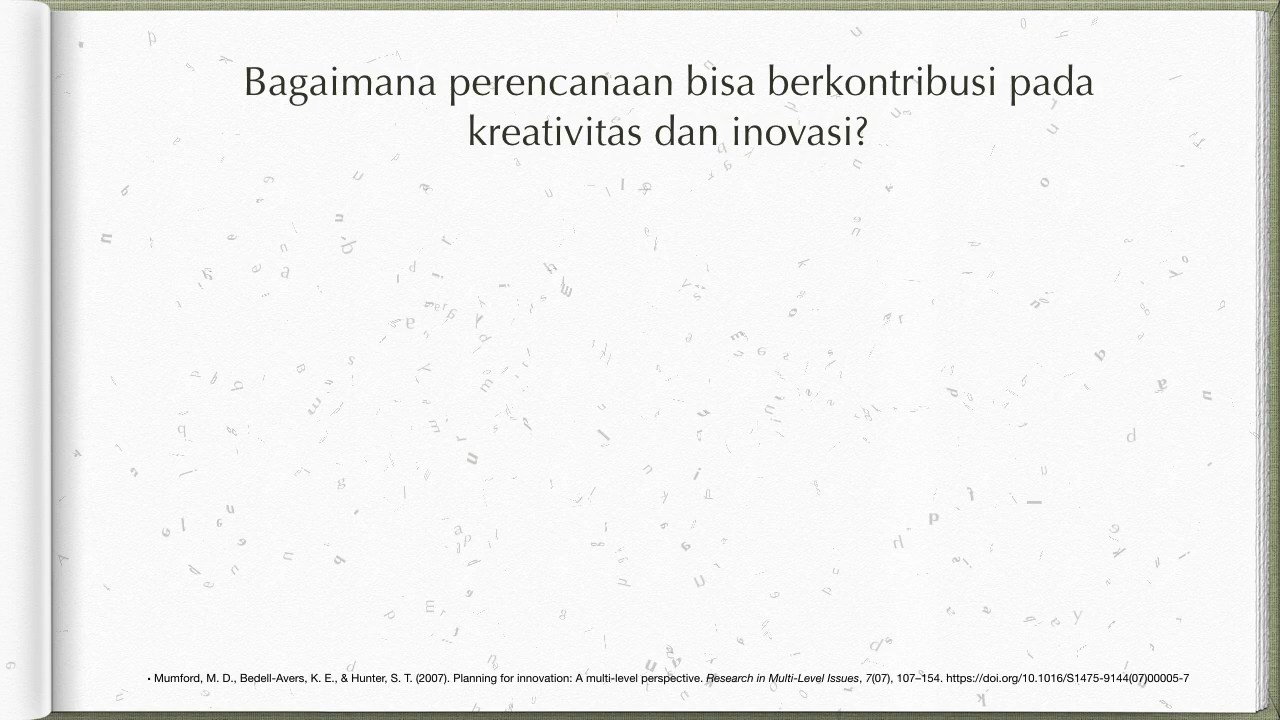 Bagaimana perencanaan bisa berkontribusi pada
kreativitas dan inovasi?
• Mumford, M. D., Bedell-Avers, K. E., & Hunter, S. T. (2007). Planning for innovation: A multi-level perspective. Research in Multi-Level Issues, 7(07), 107–154. https://doi.org/10.1016/S1475-9144(07)00005-7